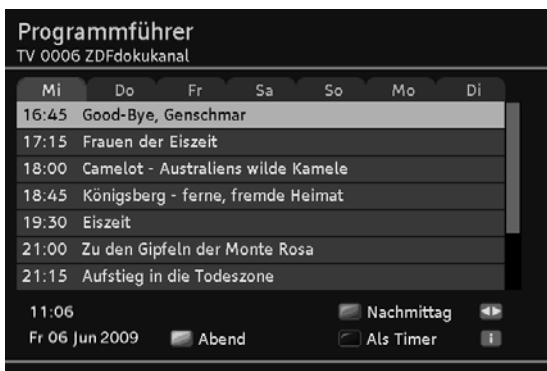 Programmführer
TV 0006 ZDFdokukanal
Mi Do Fr Sa So Mo Di
16:45 Good-Bye, Genschmar
17:15 Frauen der Eiszeit
18:00 Camelot - Australiens wilde Kamele
18:45 Königsberg - ferne, fremde Heimat
19:30 Eiszeit
21:00 Zu den Gipfeln der Monte Rosa
21:15 Aufstieg in die Todeszone
11:06 Nachmittag
Fr 06 Jun 2009 Abend Als Timer i